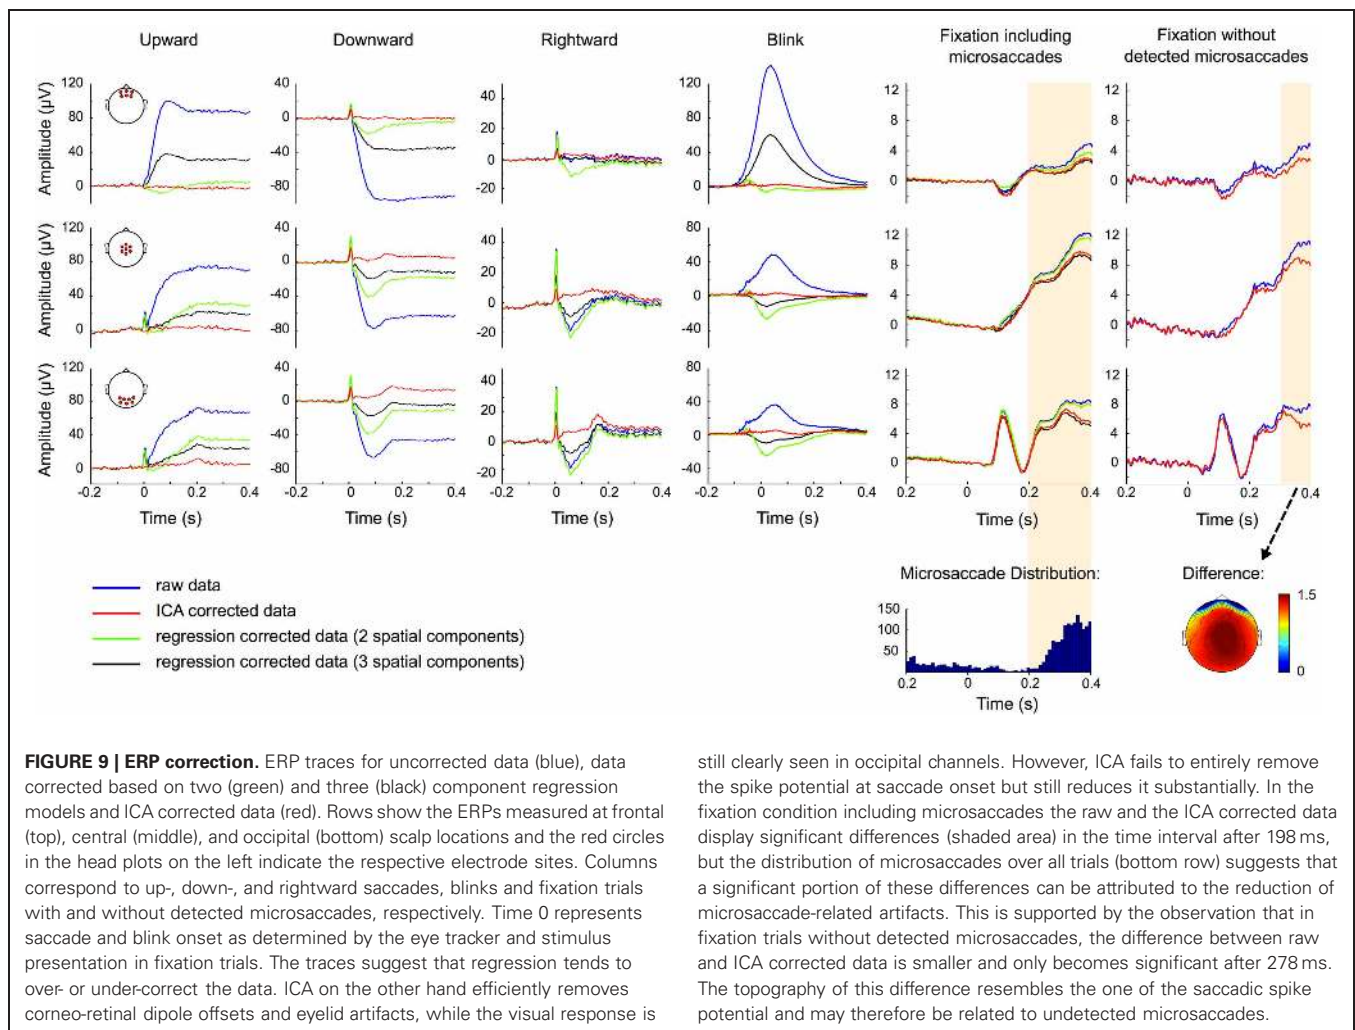 Upward
Downward
Rightward
Blink
Fixation including
microsaccades
Fixation without
detected microsaccades
Amplitude (µV)
120
80
40
0
40
0
-40
-80
40
20
0
-20
120
80
40
0
12
8
4
0
12
8
4
0
Amplitude (µV)
120
80
40
0
40
0
-40
-80
40
20
0
-20
80
40
0
-40
12
8
4
0
12
8
4
0
Amplitude (µV)
120
80
40
0
40
0
-40
-80
40
20
0
-20
80
40
0
-40
12
8
4
0
12
8
4
0
-0.2 0 0.2 0.4
-0.2 0 0.2 0.4
-0.2 0 0.2 0.4
-0.2 0 0.2 0.4
0.2 0 0.2 0.4
0.2 0 0.2 0.4
Time (s)
Time (s)
Time (s)
Time (s)
Time (s)
Time (s)
raw data
ICA corrected data
regression corrected data (2 spatial components)
regression corrected data (3 spatial components)
Microsaccade Distribution:
150
100
50
0.2 0 0.2 0.4
Time (s)
Difference:
1.5
0
FIGURE 9 | ERP correction. ERP traces for uncorrected data (blue), data
corrected based on two (green) and three (black) component regression
models and ICA corrected data (red). Rows show the ERPs measured at frontal
(top), central (middle), and occipital (bottom) scalp locations and the red circles
in the head plots on the left indicate the respective electrode sites. Columns
correspond to up-, down-, and rightward saccades, blinks and fixation trials
with and without detected microsaccades, respectively. Time 0 represents
saccade and blink onset as determined by the eye tracker and stimulus
presentation in fixation trials. The traces suggest that regression tends to
over- or under-correct the data. ICA on the other hand efficiently removes
corneo-retinal dipole offsets and eyelid artifacts, while the visual response is
still clearly seen in occipital channels. However, ICA fails to entirely remove
the spike potential at saccade onset but still reduces it substantially. In the
fixation condition including microsaccades the raw and the ICA corrected data
display significant differences (shaded area) in the time interval after 198 ms,
but the distribution of microsaccades over all trials (bottom row) suggests that
a significant portion of these differences can be attributed to the reduction of
microsaccade-related artifacts. This is supported by the observation that in
fixation trials without detected microsaccades, the difference between raw
and ICA corrected data is smaller and only becomes significant after 278 ms.
The topography of this difference resembles the one of the saccadic spike
potential and may therefore be related to undetected microsaccades.